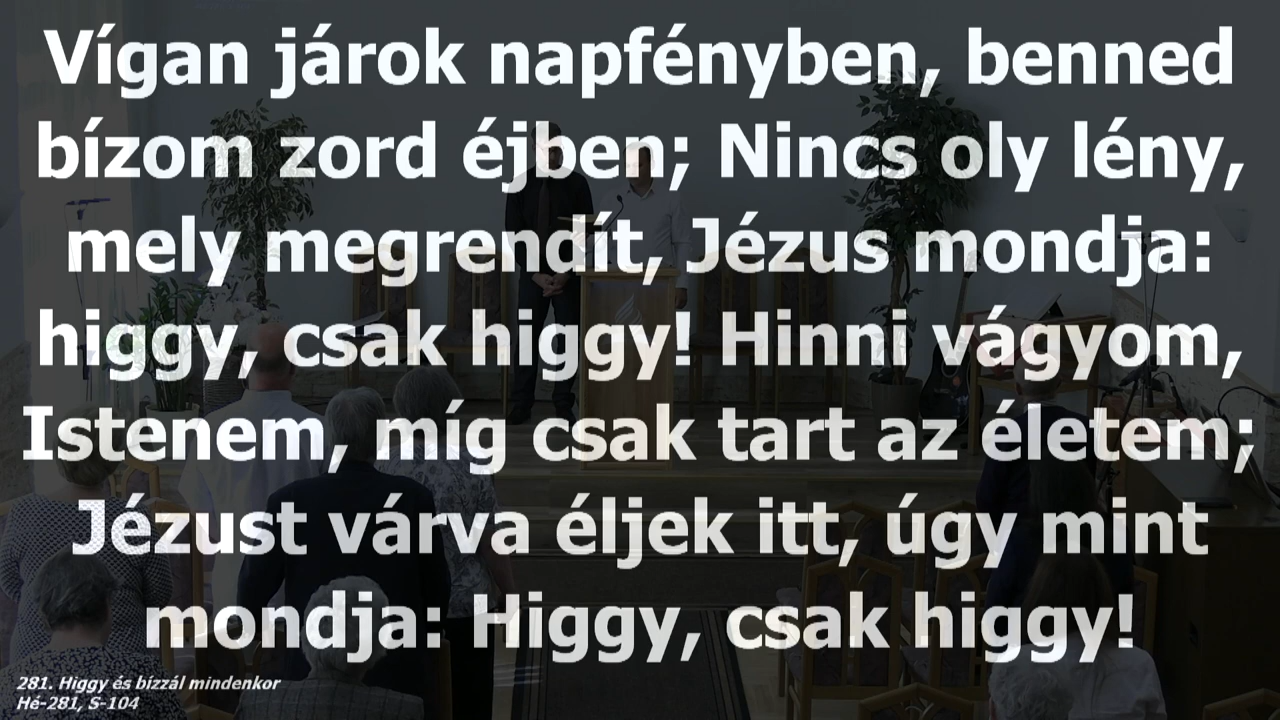 Vígan járok napfényben, benned
bízom zord éjben; Nincs oly lény,
mely megrendít, Jézus mondja:
higgy, csak higgy! Hinni vágyom,
Istenem, míg csak tart az életem;
Jézust várva éljek itt, úgy mint
mondja: Higgy, csak higgy!
281. Higgy és bízzál mindenkor
Hé-281, S-104